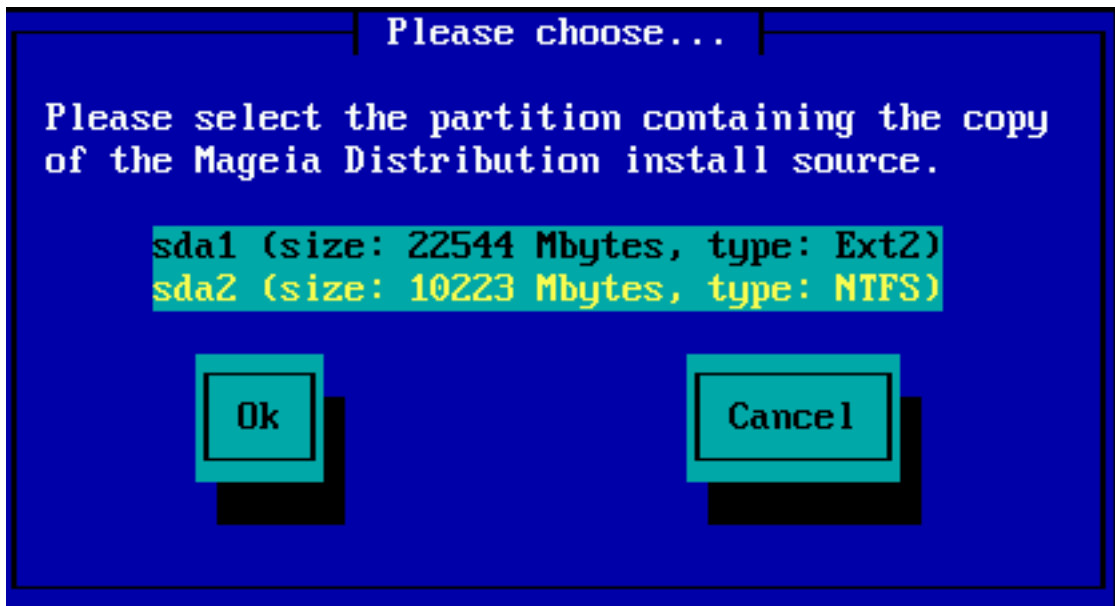 Please choose...
Please select the partition containing the copy
of the Mageia Distribution install source.
sda1 (size: 22544 Mbytes, type: Ext2)
sda2 (size: 10223 Mbytes, type: NTFS)
Ok
Cancel